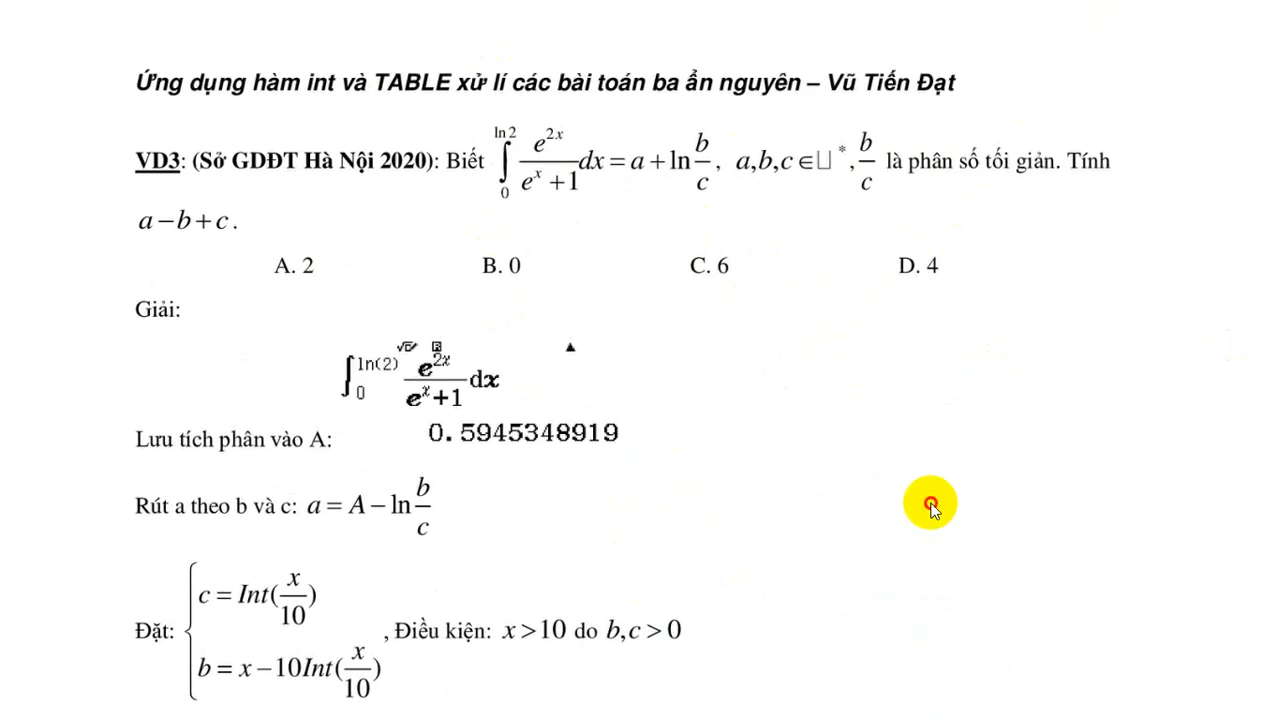 Ứng dụng hàm int và TABLE xử lí các bài toán ba ẩn nguyên – Vũ Tiến Đạt
VD3: (Sở GDĐT Hà Nội 2020): Biết ∫₀^{ln 2} e^{2x}/(e^x + 1) dx = a + ln b/c, a, b, c ∈ ⊔*, b/c là phân số tối giản. Tính
a − b + c.
A. 2 B. 0 C. 6 D. 4
Giải:
∫₀^{ln(2)} e^{2x}/(e^x+1) dx
Lưu tích phân vào A: 0.5945348919
Rút a theo b và c: a = A − ln b/c
Đặt: { c = Int(x/10)
b = x − 10Int(x/10) , Điều kiện: x > 10 do b, c > 0